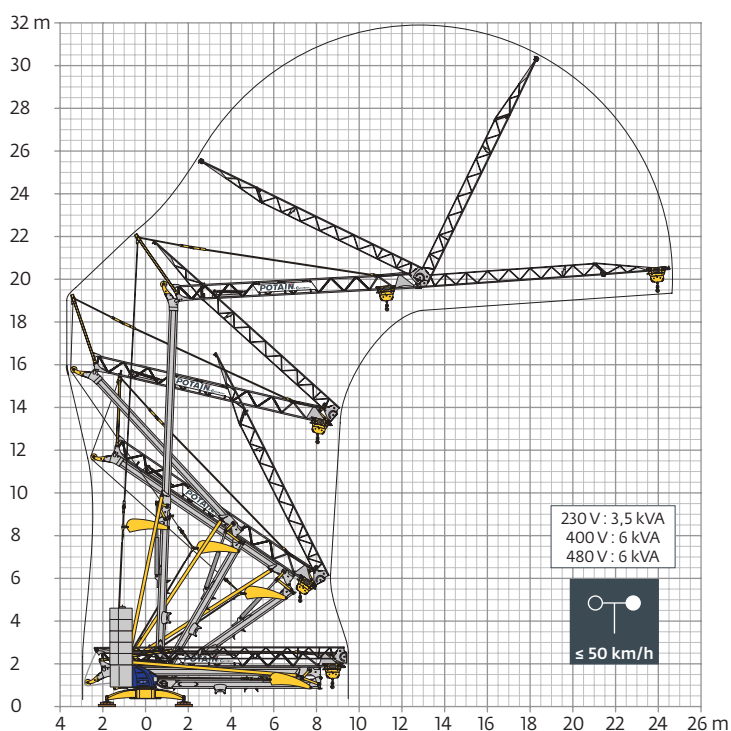 32 m
30
28
26
24
22
20
POTAIN
18
16
POTAIN
14
12
10
POTAIN
230 V : 3,5 kVA
8
400 V : 6 kVA
480 V : 6 kVA
6
4
≤ 50 km/h
2
POTAIN
0
4 2 0 2 4 6 8 10 12 14 16 18 20 22 24 26 m